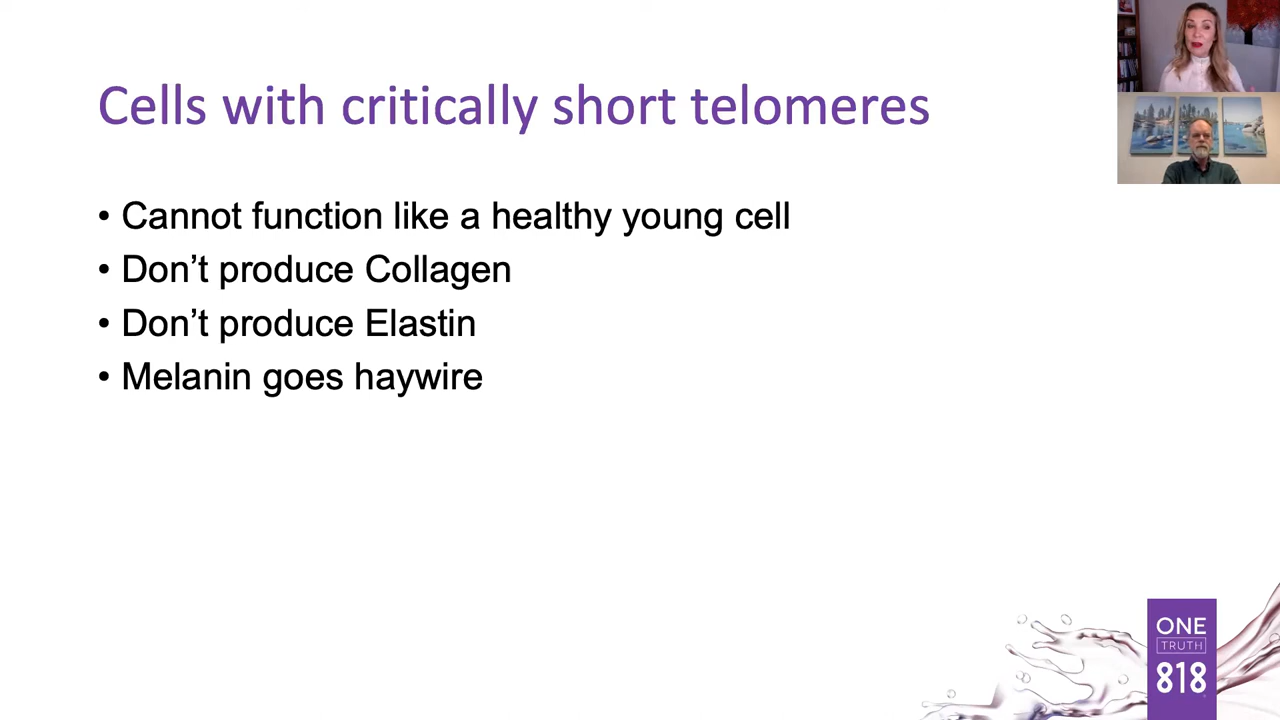 Cells with critically short telomeres
• Cannot function like a healthy young cell
• Don’t produce Collagen
• Don’t produce Elastin
• Melanin goes haywire
ONE
TRUTH
818